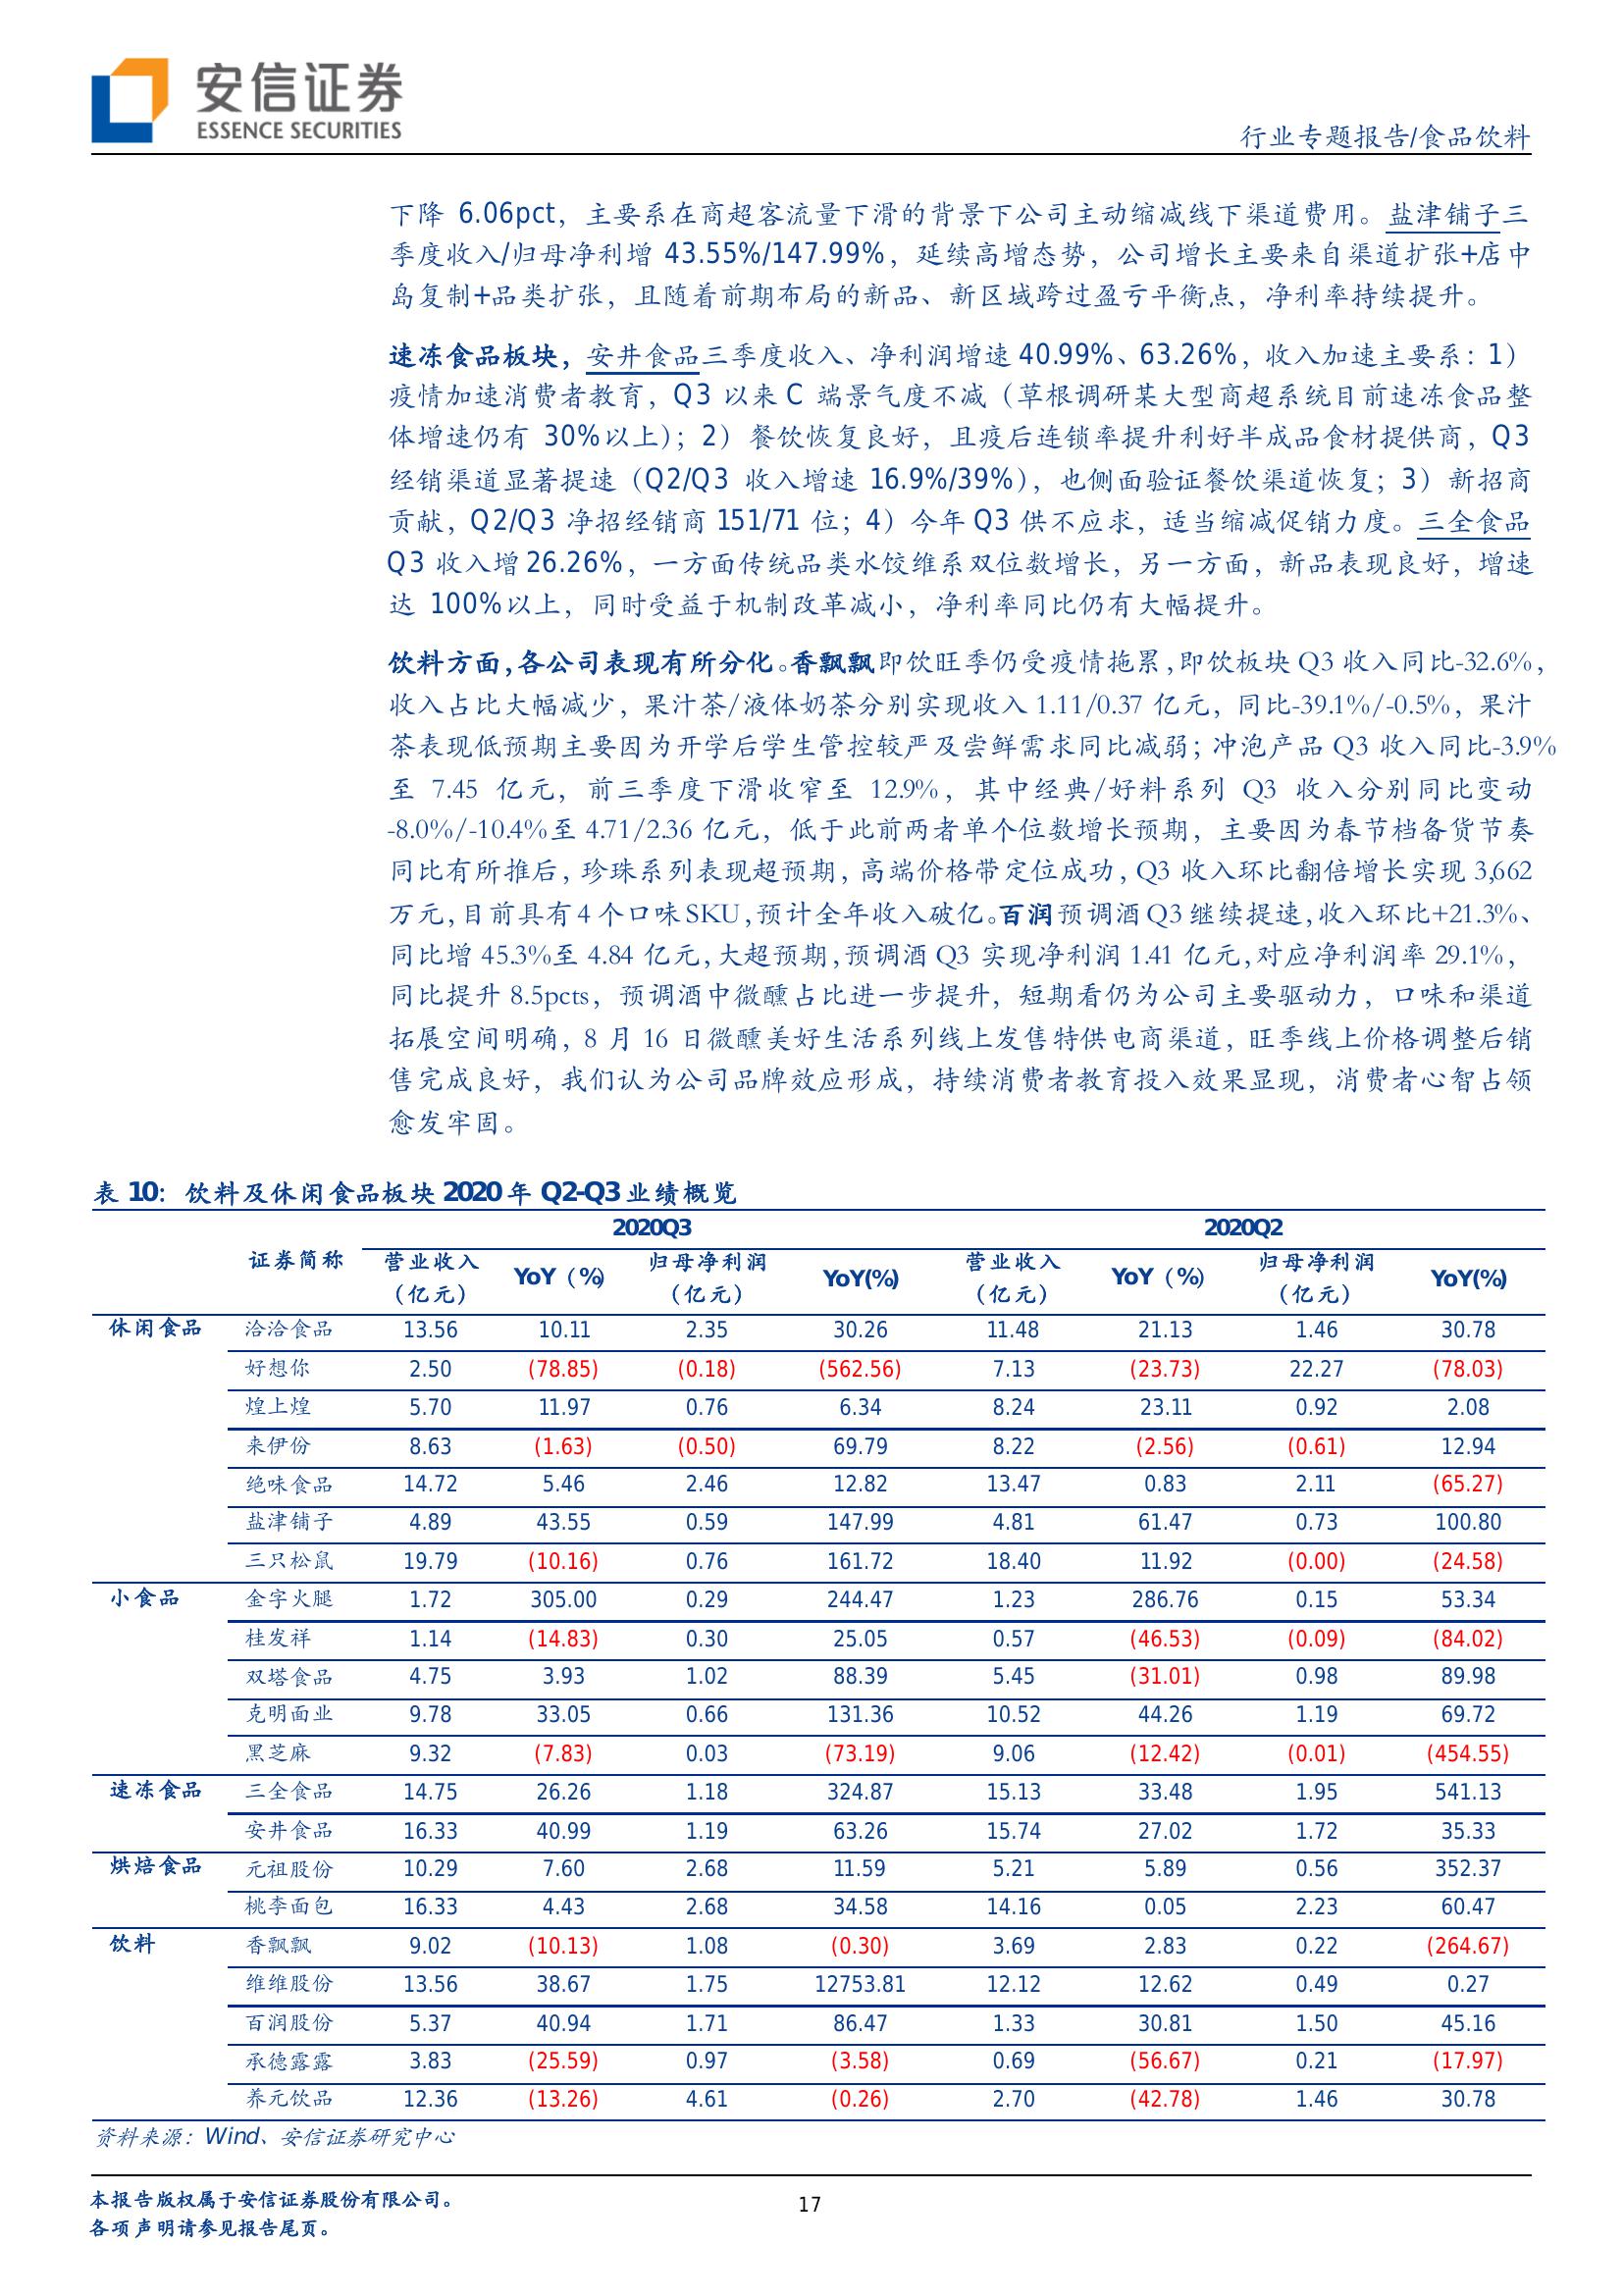 安信证券
ESSENCE SECURITIES
行业专题报告/食品饮料
下降 6.06pct，主要系在商超客流量下滑的背景下公司主动缩减线下渠道费用。盐津铺子三
季度收入/归母净利增 43.55%/147.99%，延续高增态势，公司增长主要来自渠道扩张+店中
岛复制+品类扩张，且随着前期布局的新品、新区域跨过盈亏平衡点，净利率持续提升。
速冻食品板块，安井食品三季度收入、净利润增速 40.99%、63.26%，收入加速主要系：1）
疫情加速消费者教育，Q3 以来 C 端景气度不减（草根调研某大型商超系统目前速冻食品整
体增速仍有 30%以上）；2）餐饮恢复良好，且疫后连锁率提升利好半成品食材提供商，Q3
经销渠道显著提速（Q2/Q3 收入增速 16.9%/39%），也侧面验证餐饮渠道恢复；3）新招商
贡献，Q2/Q3 净招经销商 151/71 位；4）今年 Q3 供不应求，适当缩减促销力度。三全食品
Q3 收入增 26.26%，一方面传统品类水饺维系双位数增长，另一方面，新品表现良好，增速
达 100%以上，同时受益于机制改革减小，净利率同比仍有大幅提升。
饮料方面，各公司表现有所分化。香飘飘即饮旺季仍受疫情拖累，即饮板块 Q3 收入同比-32.6%，
收入占比大幅减少，果汁茶/液体奶茶分别实现收入 1.11/0.37 亿元，同比-39.1%/-0.5%，果汁
茶表现低预期主要因为开学后学生管控较严及尝鲜需求同比减弱；冲泡产品 Q3 收入同比-3.9%
至 7.45 亿元，前三季度下滑收窄至 12.9%，其中经典/好料系列 Q3 收入分别同比变动
-8.0%/-10.4%至 4.71/2.36 亿元，低于此前两者单个位数增长预期，主要因为春节档备货节奏
同比有所推后，珍珠系列表现超预期，高端价格带定位成功，Q3 收入环比翻倍增长实现 3,662
万元，目前具有 4 个口味 SKU，预计全年收入破亿。百润预调酒 Q3 继续提速，收入环比+21.3%、
同比增 45.3%至 4.84 亿元，大超预期，预调酒 Q3 实现净利润 1.41 亿元，对应净利润率 29.1%，
同比提升 8.5pcts，预调酒中微醺占比进一步提升，短期看仍为公司主要驱动力，口味和渠道
拓展空间明确，8 月 16 日微醺美好生活系列线上发售特供电商渠道，旺季线上价格调整后销
售完成良好，我们认为公司品牌效应形成，持续消费者教育投入效果显现，消费者心智占领
愈发牢固。
表 10：饮料及休闲食品板块 2020 年 Q2-Q3 业绩概览
2020Q3 2020Q2
证券简称 营业收入（亿元） YoY（%） 归母净利润（亿元） YoY(%) 营业收入（亿元） YoY（%） 归母净利润（亿元） YoY(%)
休闲食品 洽洽食品 13.56 10.11 2.35 30.26 11.48 21.13 1.46 30.78
好想你 2.50 (78.85) (0.18) (562.56) 7.13 (23.73) 22.27 (78.03)
煌上煌 5.70 11.97 0.76 6.34 8.24 23.11 0.92 2.08
来伊份 8.63 (1.63) (0.50) 69.79 8.22 (2.56) (0.61) 12.94
绝味食品 14.72 5.46 2.46 12.82 13.47 0.83 2.11 (65.27)
盐津铺子 4.89 43.55 0.59 147.99 4.81 61.47 0.73 100.80
三只松鼠 19.79 (10.16) 0.76 161.72 18.40 11.92 (0.00) (24.58)
小食品 金字火腿 1.72 305.00 0.29 244.47 1.23 286.76 0.15 53.34
桂发祥 1.14 (14.83) 0.30 25.05 0.57 (46.53) (0.09) (84.02)
双塔食品 4.75 3.93 1.02 88.39 5.45 (31.01) 0.98 89.98
克明面业 9.78 33.05 0.66 131.36 10.52 44.26 1.19 69.72
黑芝麻 9.32 (7.83) 0.03 (73.19) 9.06 (12.42) (0.01) (454.55)
速冻食品 三全食品 14.75 26.26 1.18 324.87 15.13 33.48 1.95 541.13
安井食品 16.33 40.99 1.19 63.26 15.74 27.02 1.72 35.33
烘焙食品 元祖股份 10.29 7.60 2.68 11.59 5.21 5.89 0.56 352.37
桃李面包 16.33 4.43 2.68 34.58 14.16 0.05 2.23 60.47
饮料 香飘飘 9.02 (10.13) 1.08 (0.30) 3.69 2.83 0.22 (264.67)
维维股份 13.56 38.67 1.75 12753.81 12.12 12.62 0.49 0.27
百润股份 5.37 40.94 1.71 86.47 1.33 30.81 1.50 45.16
承德露露 3.83 (25.59) 0.97 (3.58) 0.69 (56.67) 0.21 (17.97)
养元饮品 12.36 (13.26) 4.61 (0.26) 2.70 (42.78) 1.46 30.78
资料来源：Wind、安信证券研究中心
本报告版权属于安信证券股份有限公司。
17
各项声明请参见报告尾页。